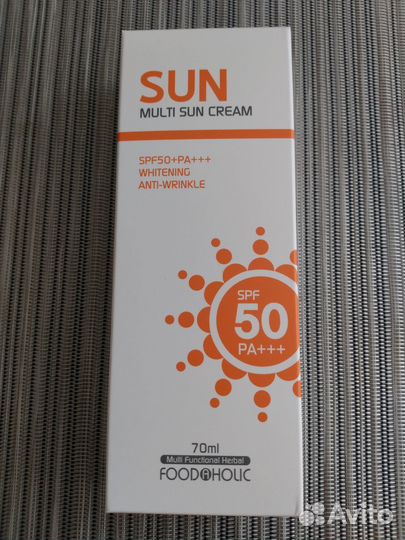 SUN
MULTI SUN CREAM
SPF50+PA+++
WHITENING
ANTI-WRINKLE
SPF
50
PA+++
70ml
Multi Functional Herbal
FOODAHOLIC
Avito